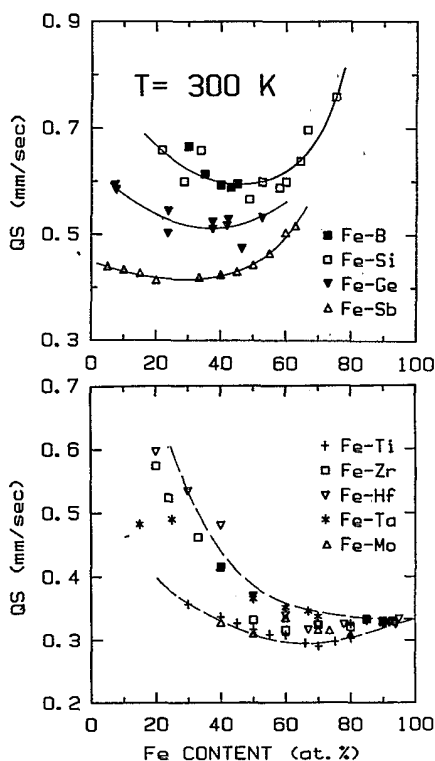 0.9
0.7
0.5
0.3
QS (mm/sec)
T= 300 K
Fe-B
Fe-Si
Fe-Ge
Fe-Sb
0 20 40 60 80 100
0.7
0.6
0.5
0.4
0.3
0.2
QS (mm/sec)
Fe-Ti
Fe-Zr
Fe-Hf
Fe-Ta
Fe-Mo
0 20 40 60 80 100
Fe CONTENT (at.%)